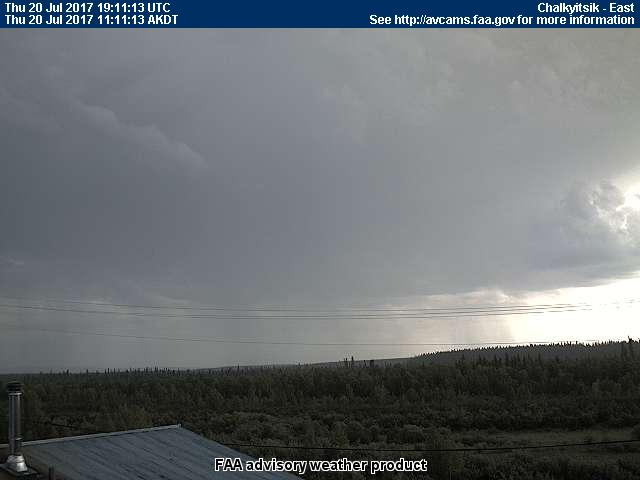 Thu 20 Jul 2017 19:11:13 UTC
Chalkyitsik - East
Thu 20 Jul 2017 11:11:13 AKDT
See http://avcams.faa.gov for more information
FAA advisory weather product